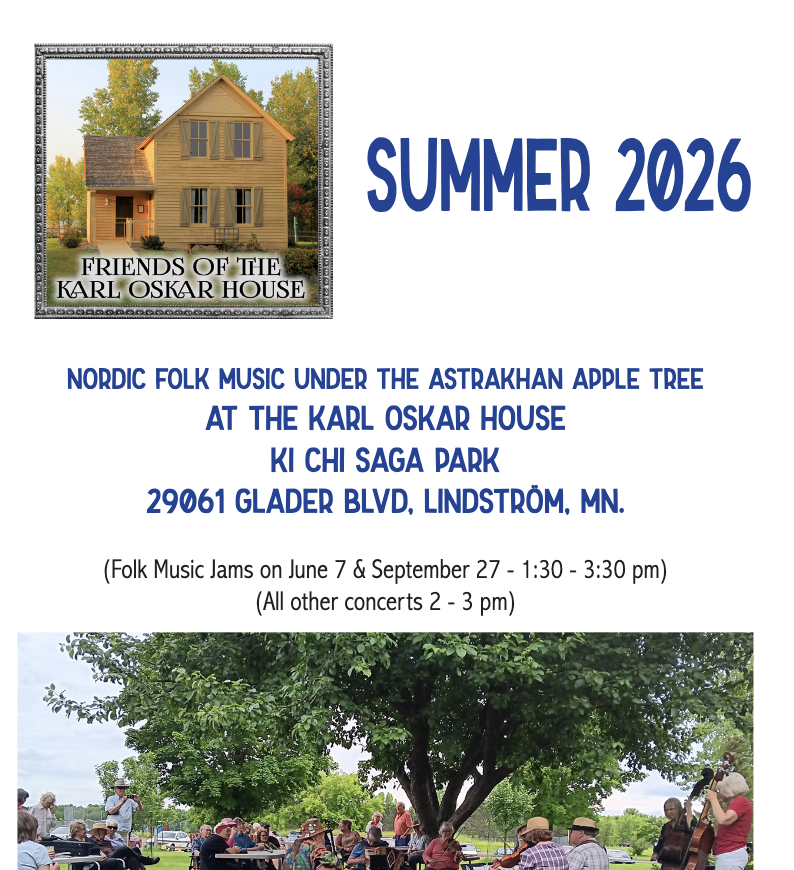 FRIENDS OF THE
KARL OSKAR HOUSE
SUMMER 2026
NORDIC FOLK MUSIC UNDER THE ASTRAKHAN APPLE TREE
AT THE KARL OSKAR HOUSE
KI CHI SAGA PARK
29061 GLADER BLVD, LINDSTRÖM, MN.
(Folk Music Jams on June 7 & September 27 - 1:30 - 3:30 pm)
(All other concerts 2 - 3 pm)